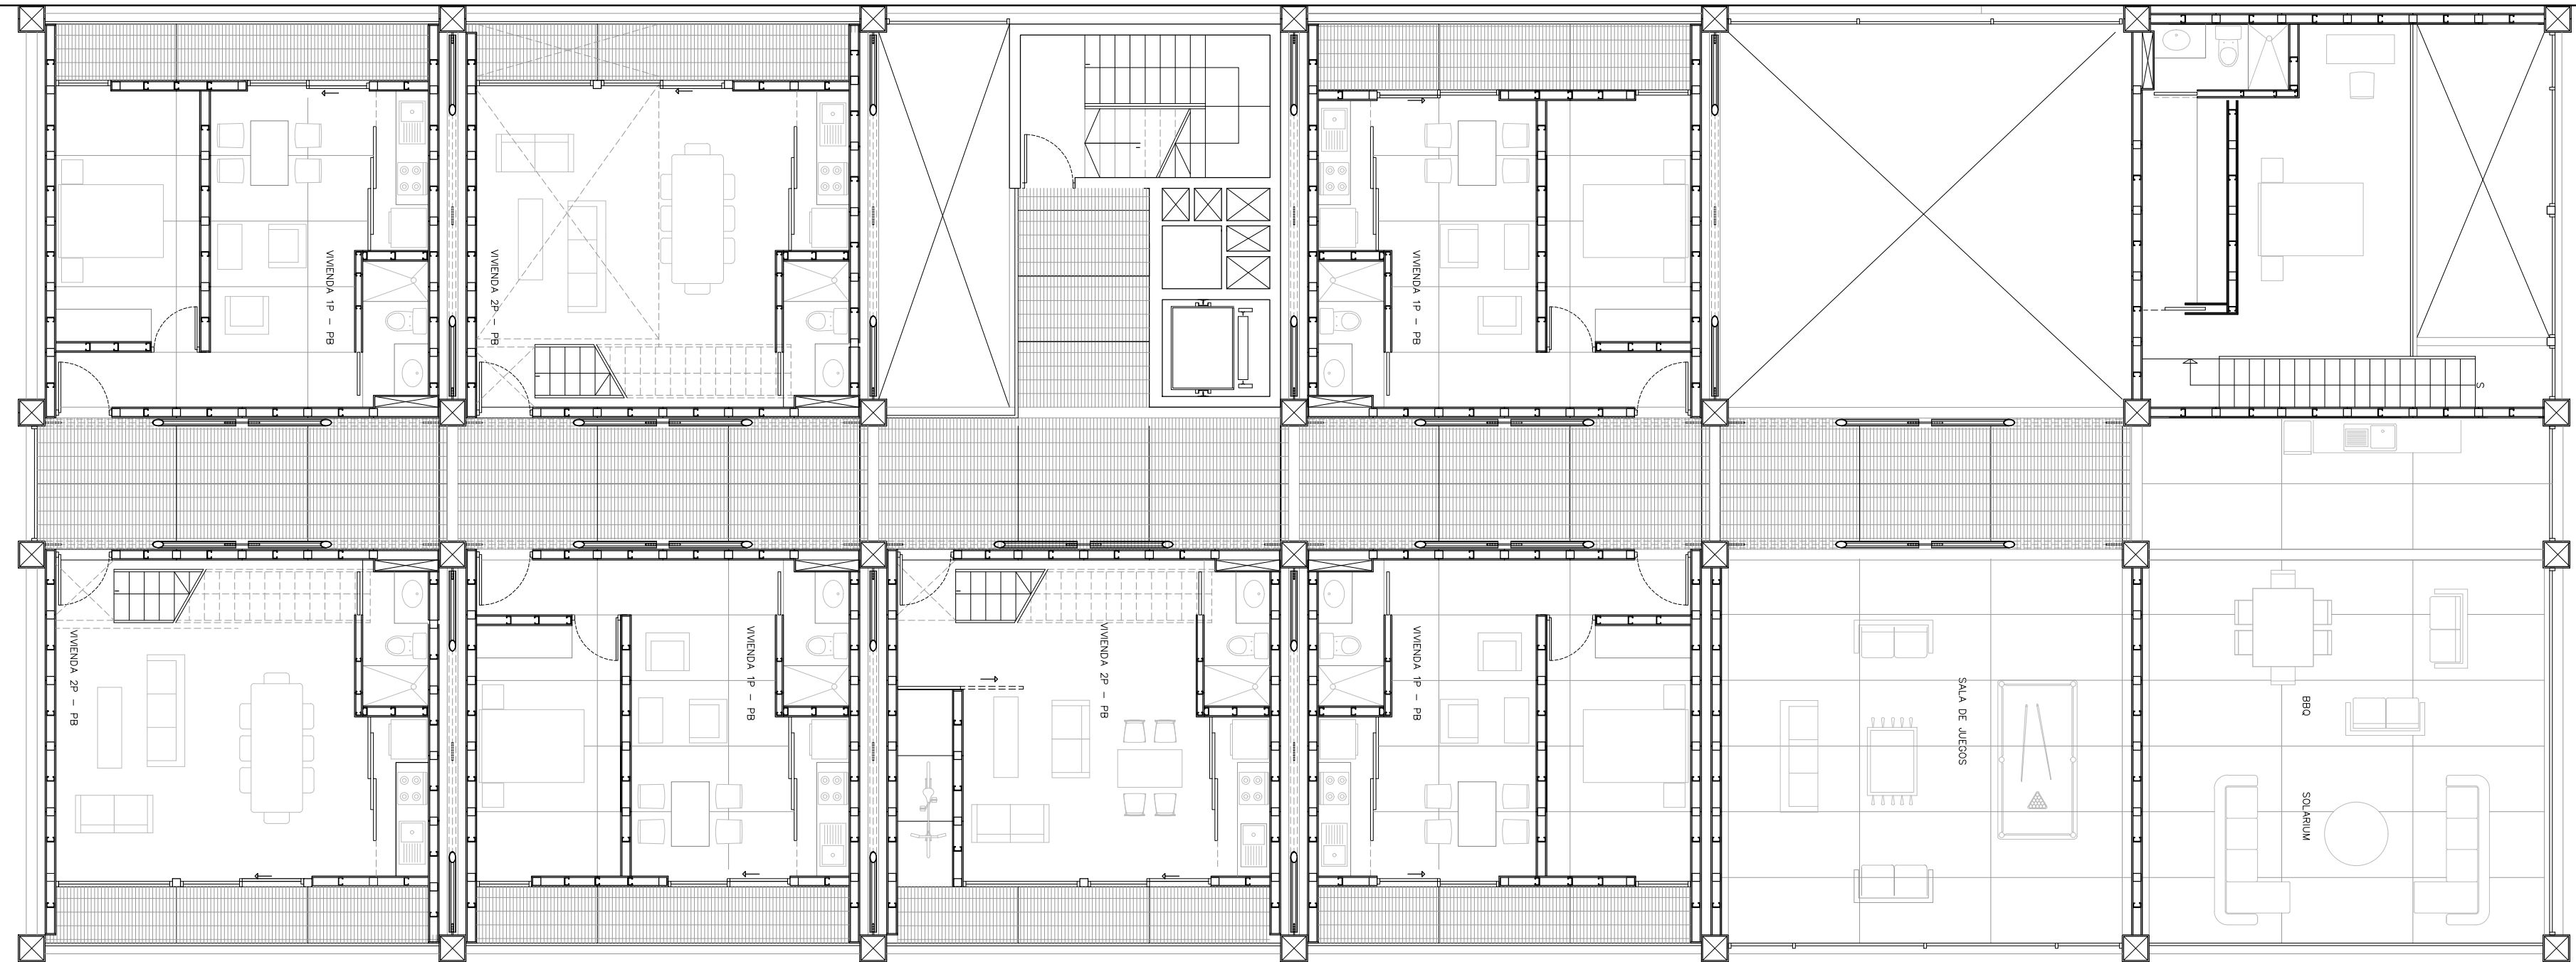 VIVIENDA 1P - PB
VIVIENDA 2P - PB
VIVIENDA 1P - PB
S
VIVIENDA 2P - PB
VIVIENDA 1P - PB
VIVIENDA 2P - PB
VIVIENDA 1P - PB
SALA DE JUEGOS
BBQ
SOLARIUM